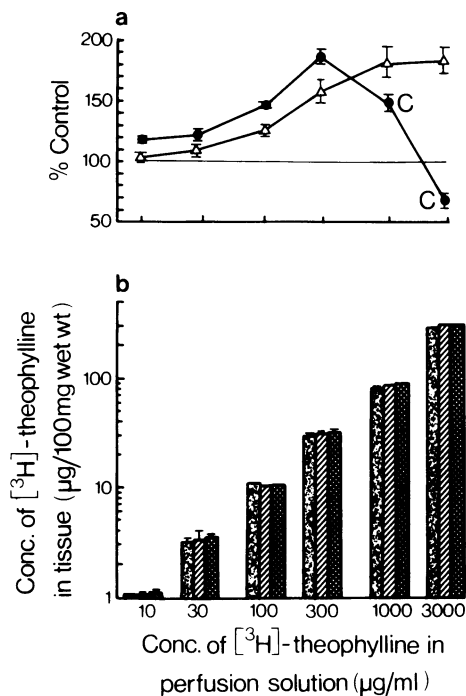 a
200
150
100
50
% Control
C
C
b
100
10
1
Conc. of [³H]-theophylline
in tissue (µg/100mg wet wt)
10 30 100 300 1000 3000
Conc. of [³H]-theophylline in
perfusion solution (µg/ml)